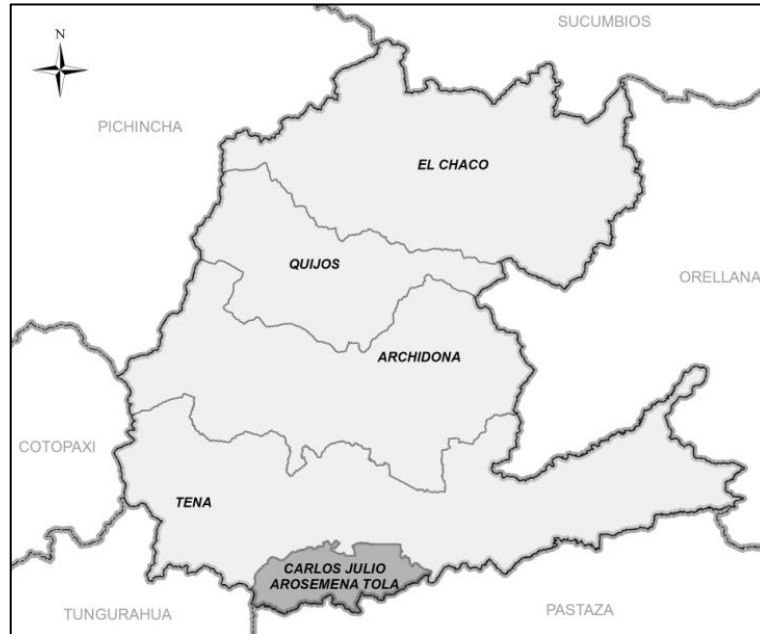 SUCUMBIOS
N
PICHINCHA
EL CHACO
QUIJOS
ORELLANA
ARCHIDONA
COTOPAXI
TENA
CARLOS JULIO
AROSEMENA TOLA
TUNGURAHUA
PASTAZA